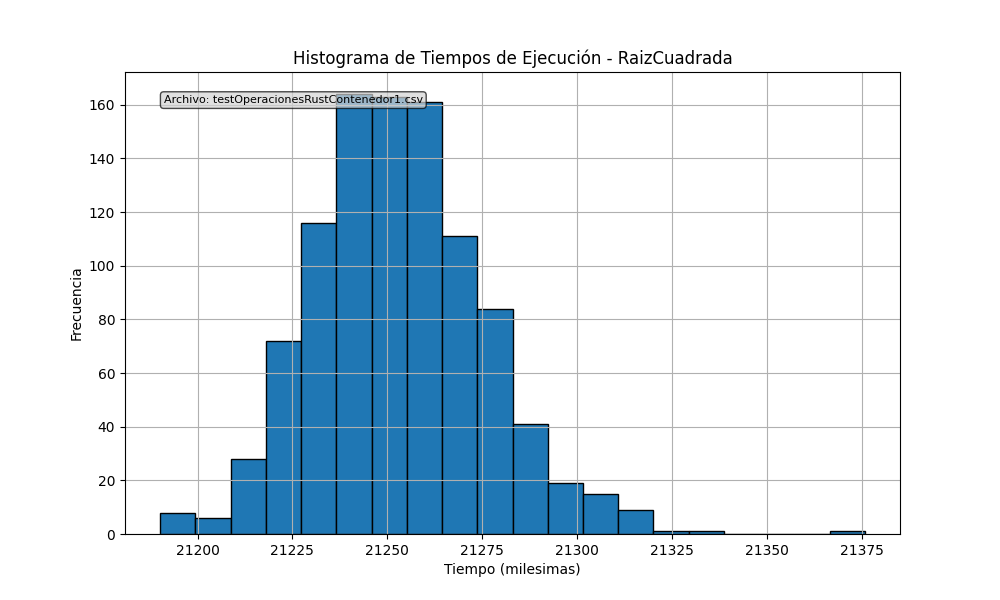 Histograma de Tiempos de Ejecución - RaizCuadrada
Archivo: testOperacionesRustContenedor1.csv
160
140
120
100
80
60
40
20
0
Frecuencia
21200 21225 21250 21275 21300 21325 21350 21375
Tiempo (milesimas)